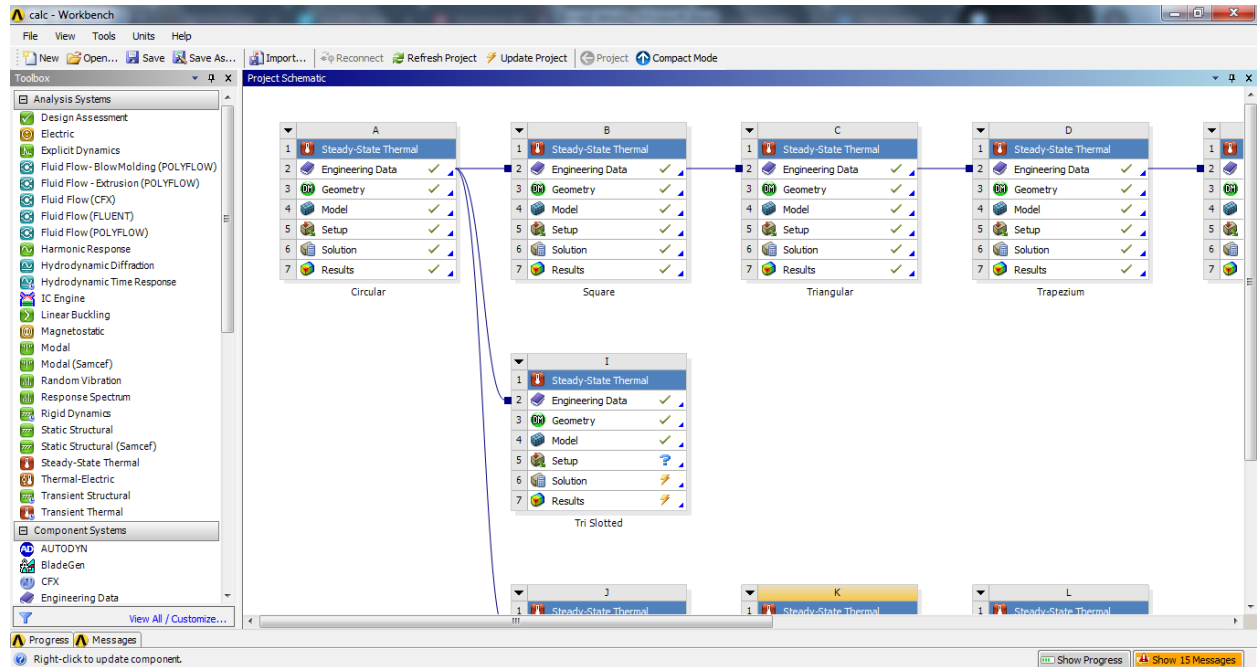 calc - Workbench
File View Tools Units Help
New Open... Save Save As... Import... Reconnect Refresh Project Update Project Project Compact Mode
Toolbox
Analysis Systems
Design Assessment
Electric
Explicit Dynamics
Fluid Flow- BlowMolding (POLYFLOW)
Fluid Flow - Extrusion (POLYFLOW)
Fluid Flow (CFX)
Fluid Flow (FLUENT)
Fluid Flow (POLYFLOW)
Harmonic Response
Hydrodynamic Diffraction
Hydrodynamic Time Response
IC Engine
Linear Buckling
Magnetostatic
Modal
Modal (Samcef)
Random Vibration
Response Spectrum
Rigid Dynamics
Static Structural
Static Structural (Samcef)
Steady-State Thermal
Thermal-Electric
Transient Structural
Transient Thermal
Component Systems
AUTODYN
BladeGen
CFX
Engineering Data
View All / Customize...
Project Schematic
A
1 Steady-State Thermal
2 Engineering Data
3 Geometry
4 Model
5 Setup
6 Solution
7 Results
Circular
B
1 Steady-State Thermal
2 Engineering Data
3 Geometry
4 Model
5 Setup
6 Solution
7 Results
Square
C
1 Steady-State Thermal
2 Engineering Data
3 Geometry
4 Model
5 Setup
6 Solution
7 Results
Triangular
D
1 Steady-State Thermal
2 Engineering Data
3 Geometry
4 Model
5 Setup
6 Solution
7 Results
Trapezium
1
2
3
4
5
6
7
I
1 Steady-State Thermal
2 Engineering Data
3 Geometry
4 Model
5 Setup ?
6 Solution
7 Results
Tri Slotted
J
1 Steady-State Thermal
K
1 Steady-State Thermal
L
1 Steady-State Thermal
Progress Messages
Right-click to update component.
Show Progress Show 15 Messages